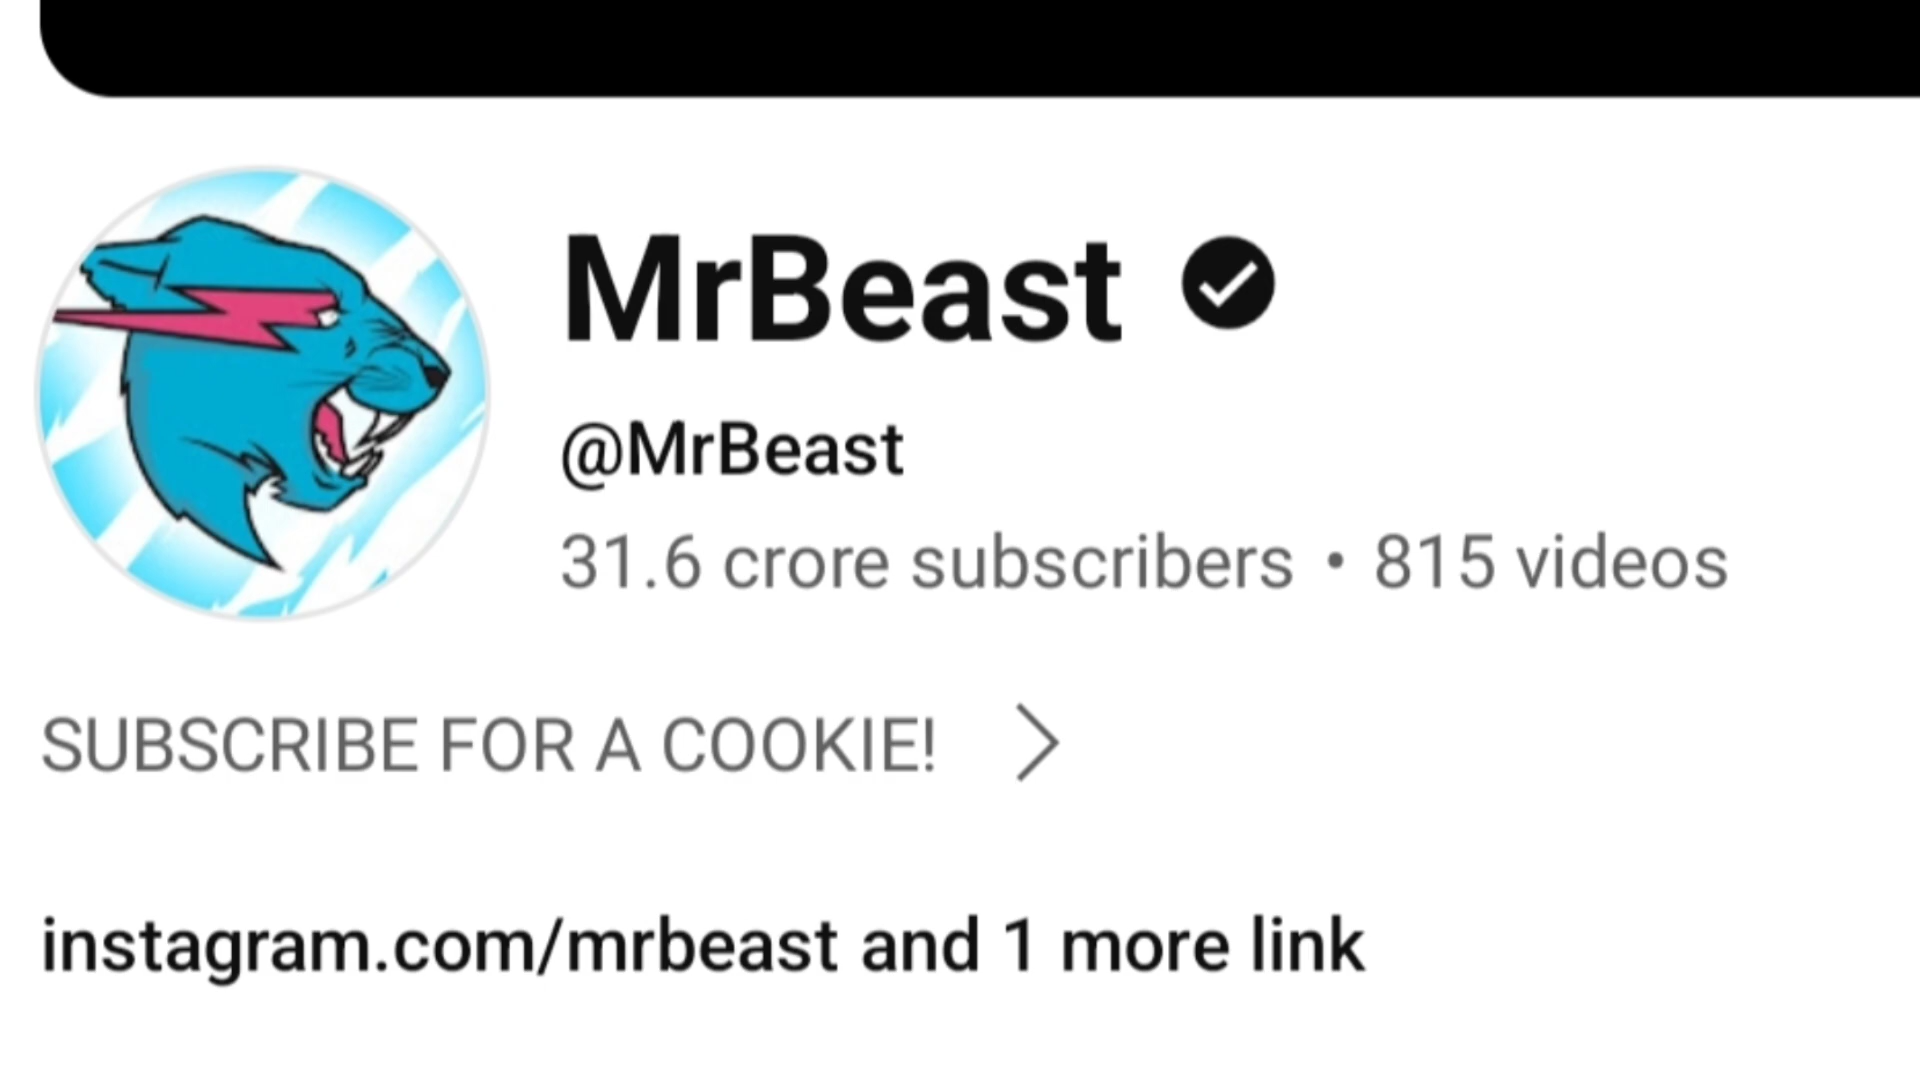 MrBeast
@MrBeast
31.6 crore subscribers • 815 videos
SUBSCRIBE FOR A COOKIE!
instagram.com/mrbeast and 1 more link